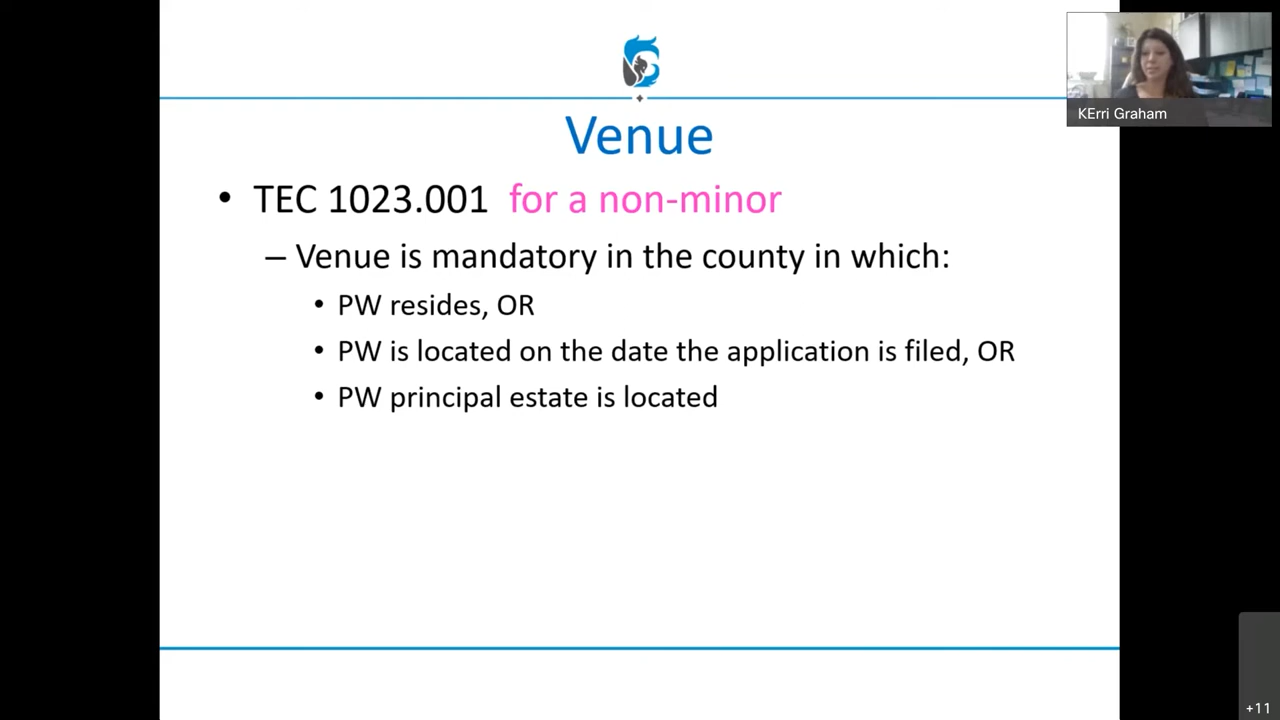 Venue
• TEC 1023.001 for a non-minor
– Venue is mandatory in the county in which:
• PW resides, OR
• PW is located on the date the application is filed, OR
• PW principal estate is located
KErri Graham
+11